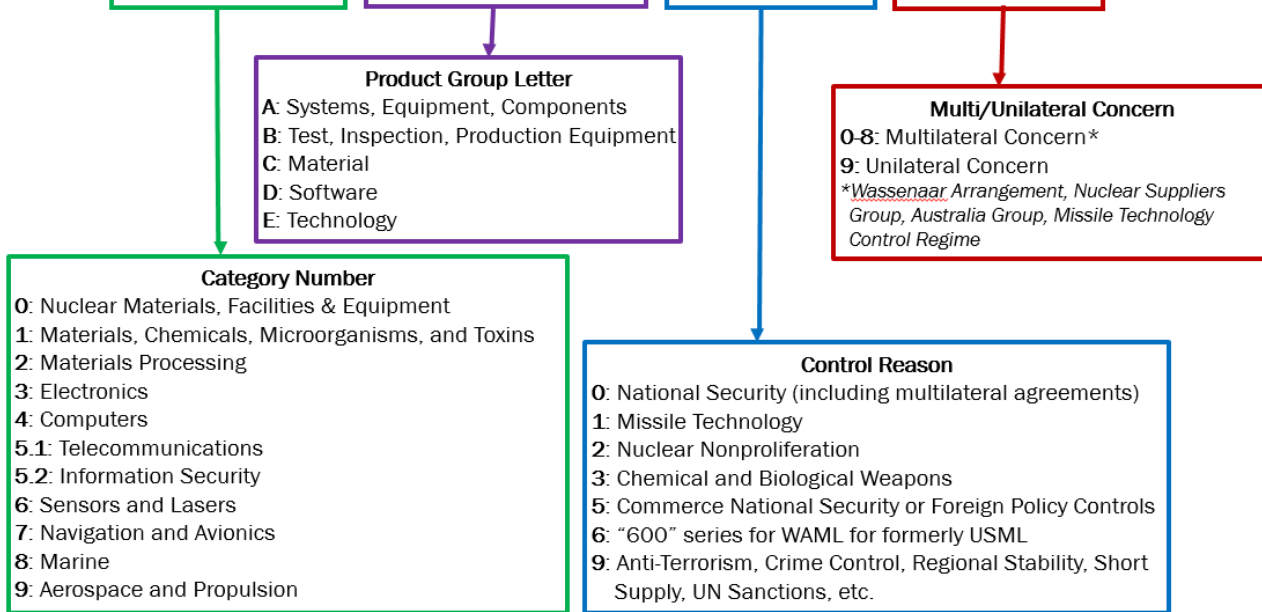 Product Group Letter
A: Systems, Equipment, Components
B: Test, Inspection, Production Equipment
C: Material
D: Software
E: Technology
Multi/Unilateral Concern
0-8: Multilateral Concern*
9: Unilateral Concern
*Wassenaar Arrangement, Nuclear Suppliers
Group, Australia Group, Missile Technology
Control Regime
Category Number
0: Nuclear Materials, Facilities & Equipment
1: Materials, Chemicals, Microorganisms, and Toxins
2: Materials Processing
3: Electronics
4: Computers
5.1: Telecommunications
5.2: Information Security
6: Sensors and Lasers
7: Navigation and Avionics
8: Marine
9: Aerospace and Propulsion
Control Reason
0: National Security (including multilateral agreements)
1: Missile Technology
2: Nuclear Nonproliferation
3: Chemical and Biological Weapons
5: Commerce National Security or Foreign Policy Controls
6: “600” series for WAML for formerly USML
9: Anti-Terrorism, Crime Control, Regional Stability, Short
Supply, UN Sanctions, etc.